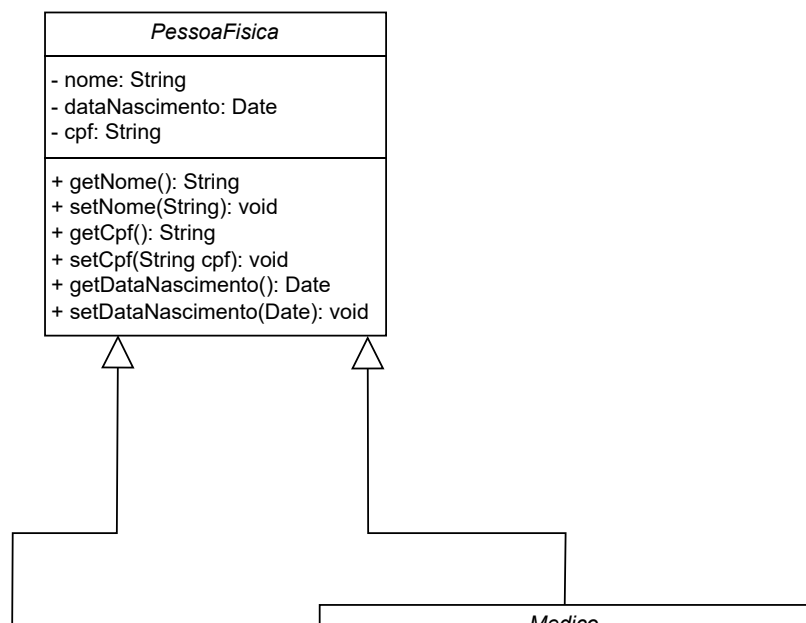 PessoaFisica
- nome: String
- dataNascimento: Date
- cpf: String
+ getNome(): String
+ setNome(String): void
+ getCpf(): String
+ setCpf(String cpf): void
+ getDataNascimento(): Date
+ setDataNascimento(Date): void
Medico